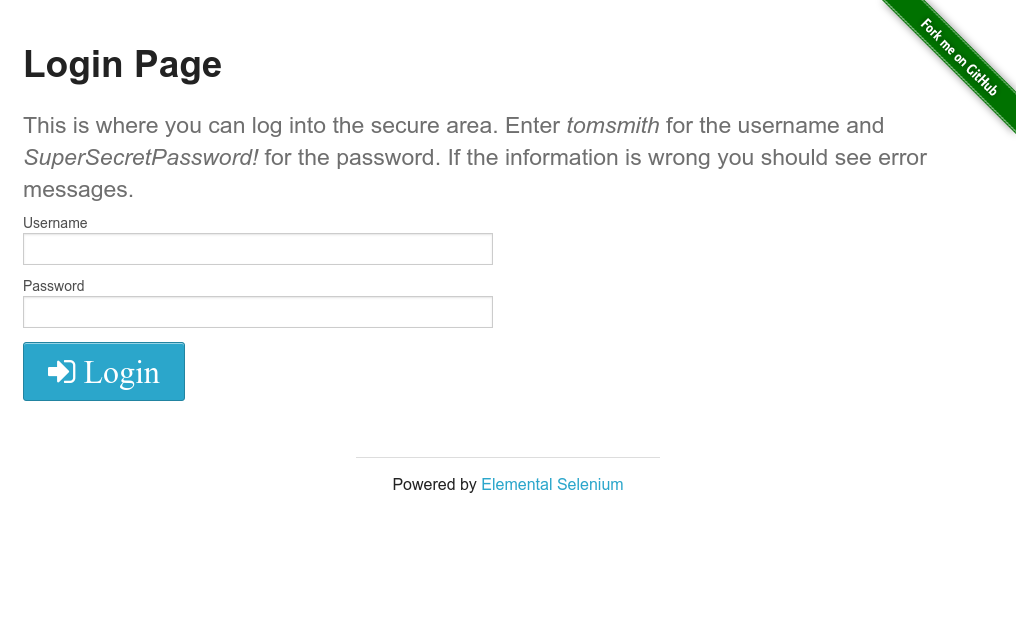 Fork me on GitHub
Login Page
This is where you can log into the secure area. Enter tomsmith for the username and
SuperSecretPassword! for the password. If the information is wrong you should see error
messages.
Username
Password
Login
Powered by Elemental Selenium